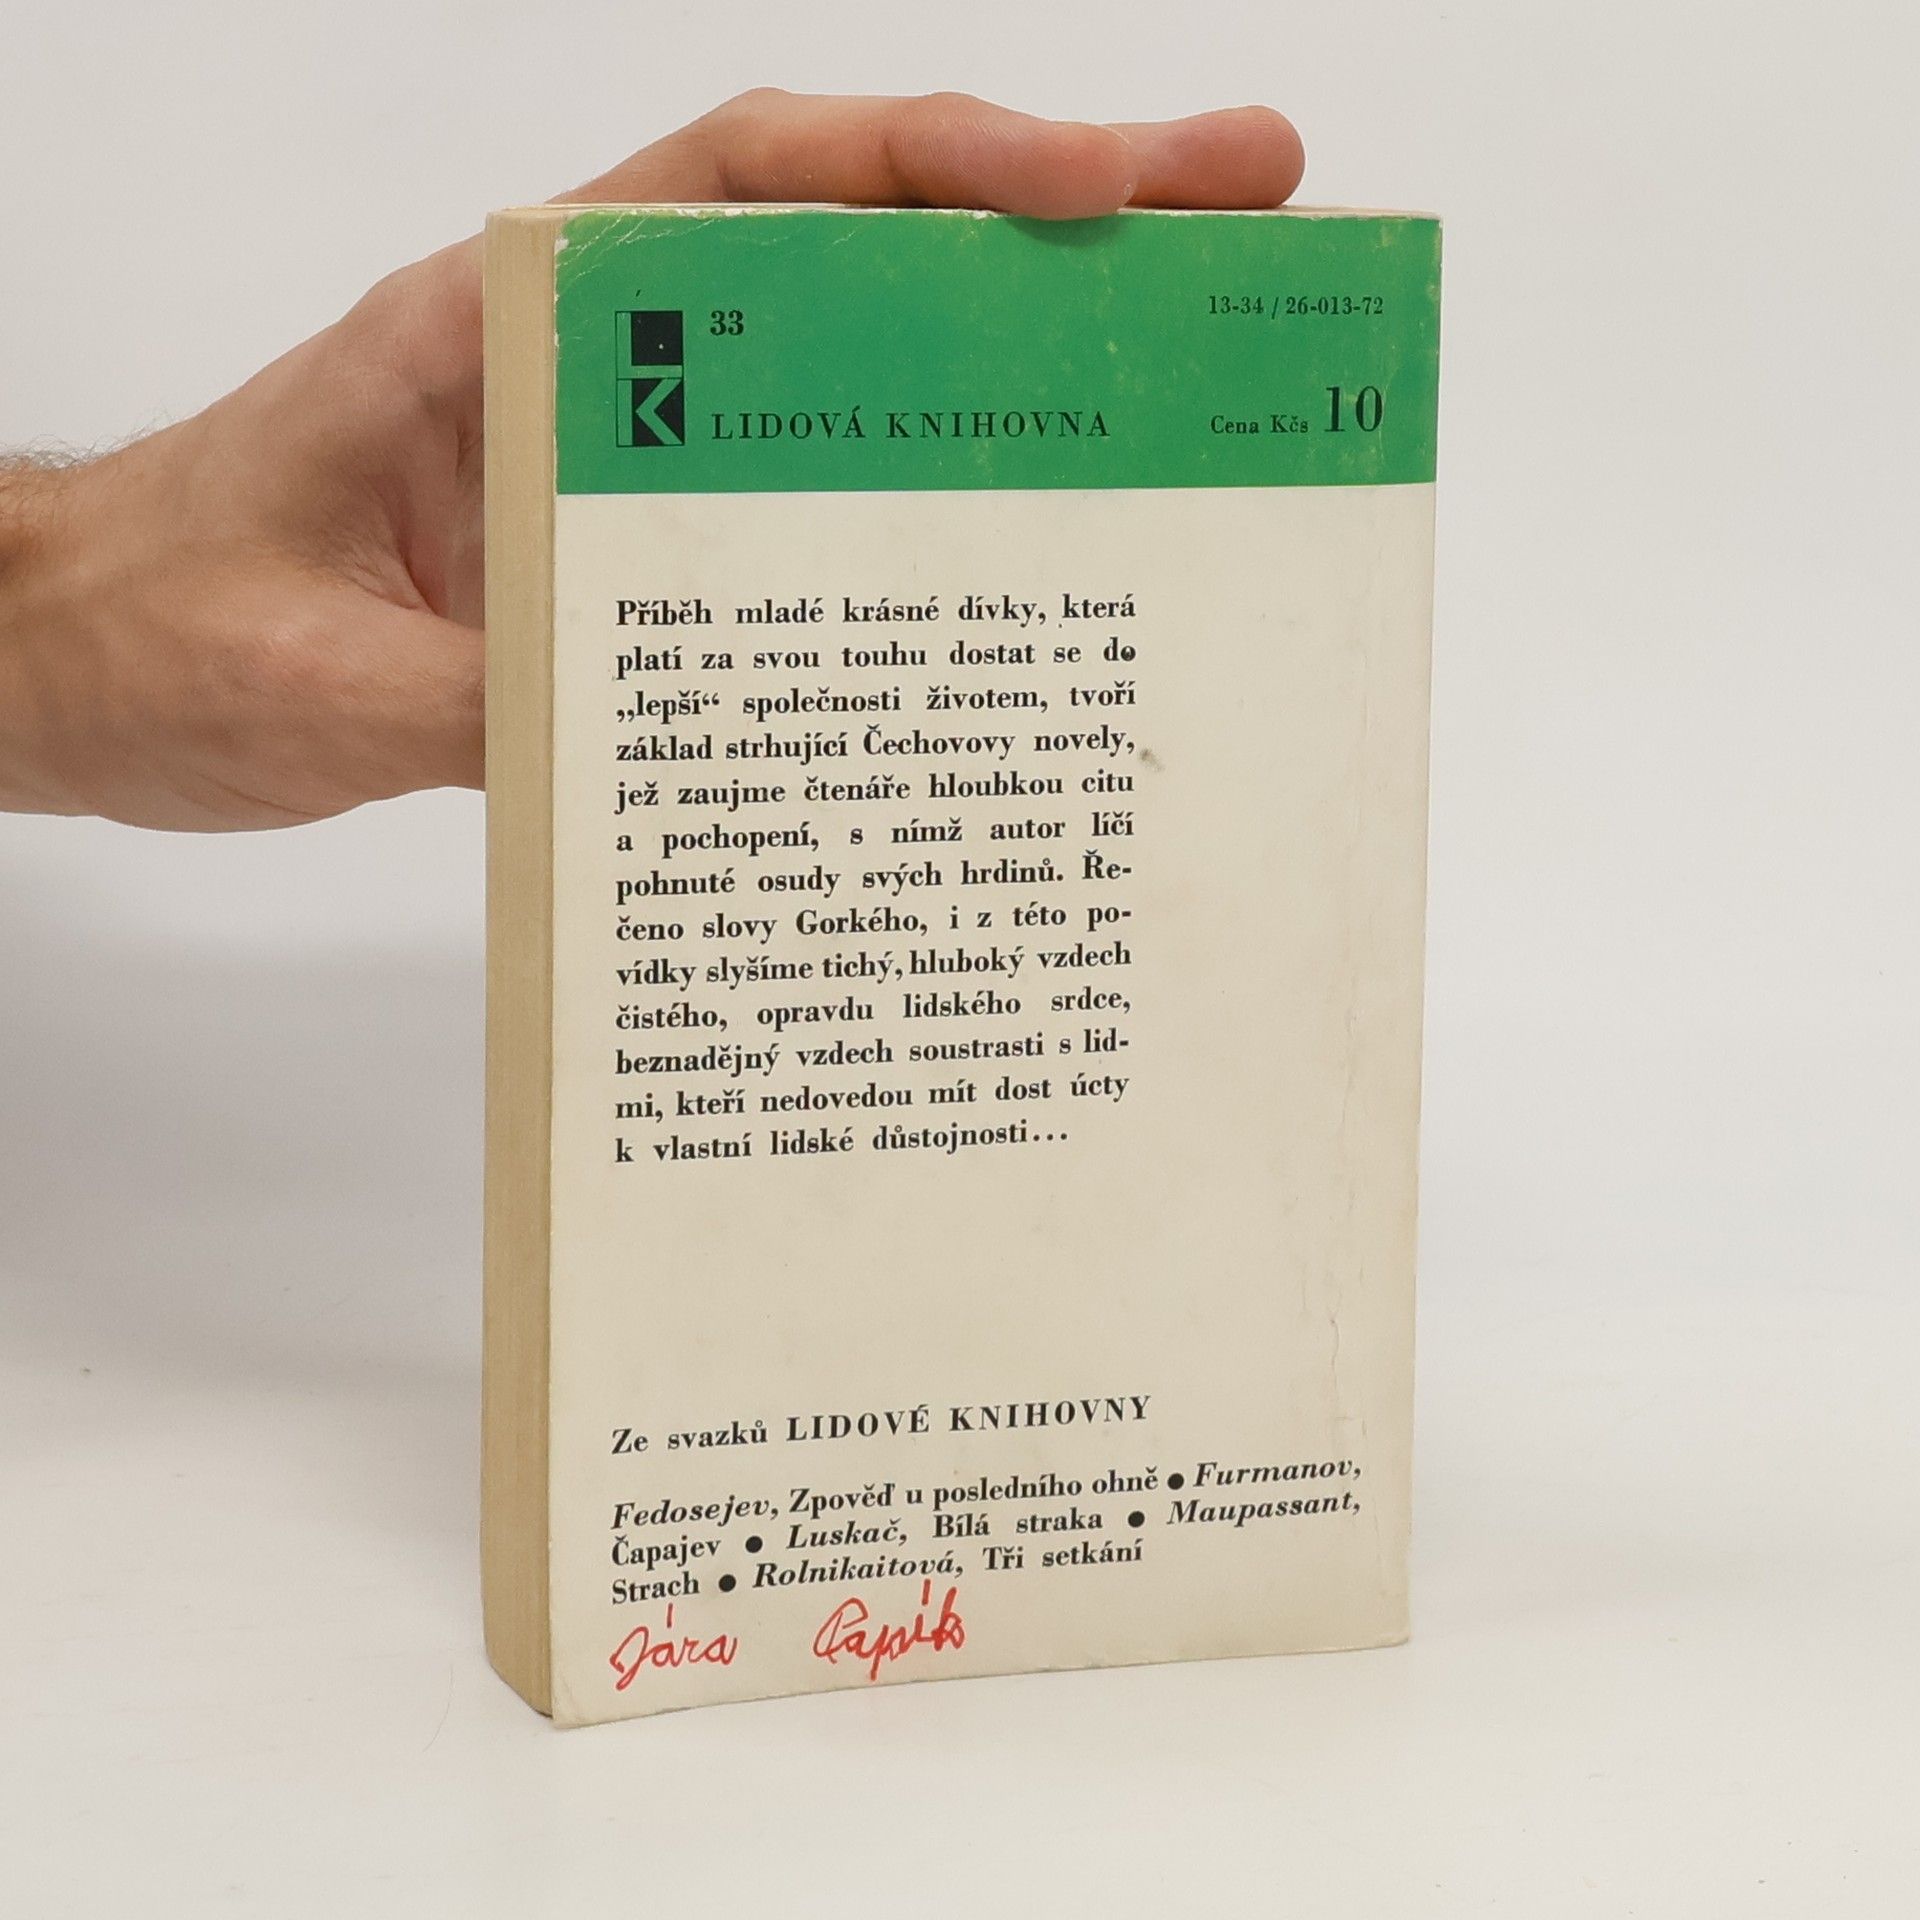 LK
33
13-34 / 26-013-72
LIDOVÁ KNIHOVNA
Cena Kčs 10
Příběh mladé krásné dívky, která
platí za svou touhu dostat se do
„lepší“ společnosti životem, tvoří
základ strhující Čechovovy novely,
jež zaujme čtenáře hloubkou citu
a pochopení, s nímž autor líčí
pohnuté osudy svých hrdinů. Ře-
čeno slovy Gorkého, i z této po-
vídky slyšíme tichý, hluboký vzdech
čistého, opravdu lidského srdce,
beznadějný vzdech soustrasti s lid-
mi, kteří nedovedou mít dost úcty
k vlastní lidské důstojnosti...
Ze svazků LIDOVÉ KNIHOVNY
Fedosejev, Zpověď u posledního ohně ● Furmanov,
Čapajev ● Luskač, Bílá straka ● Maupassant,
Strach ● Rolnikaitová, Tři setkání
Jára Papík